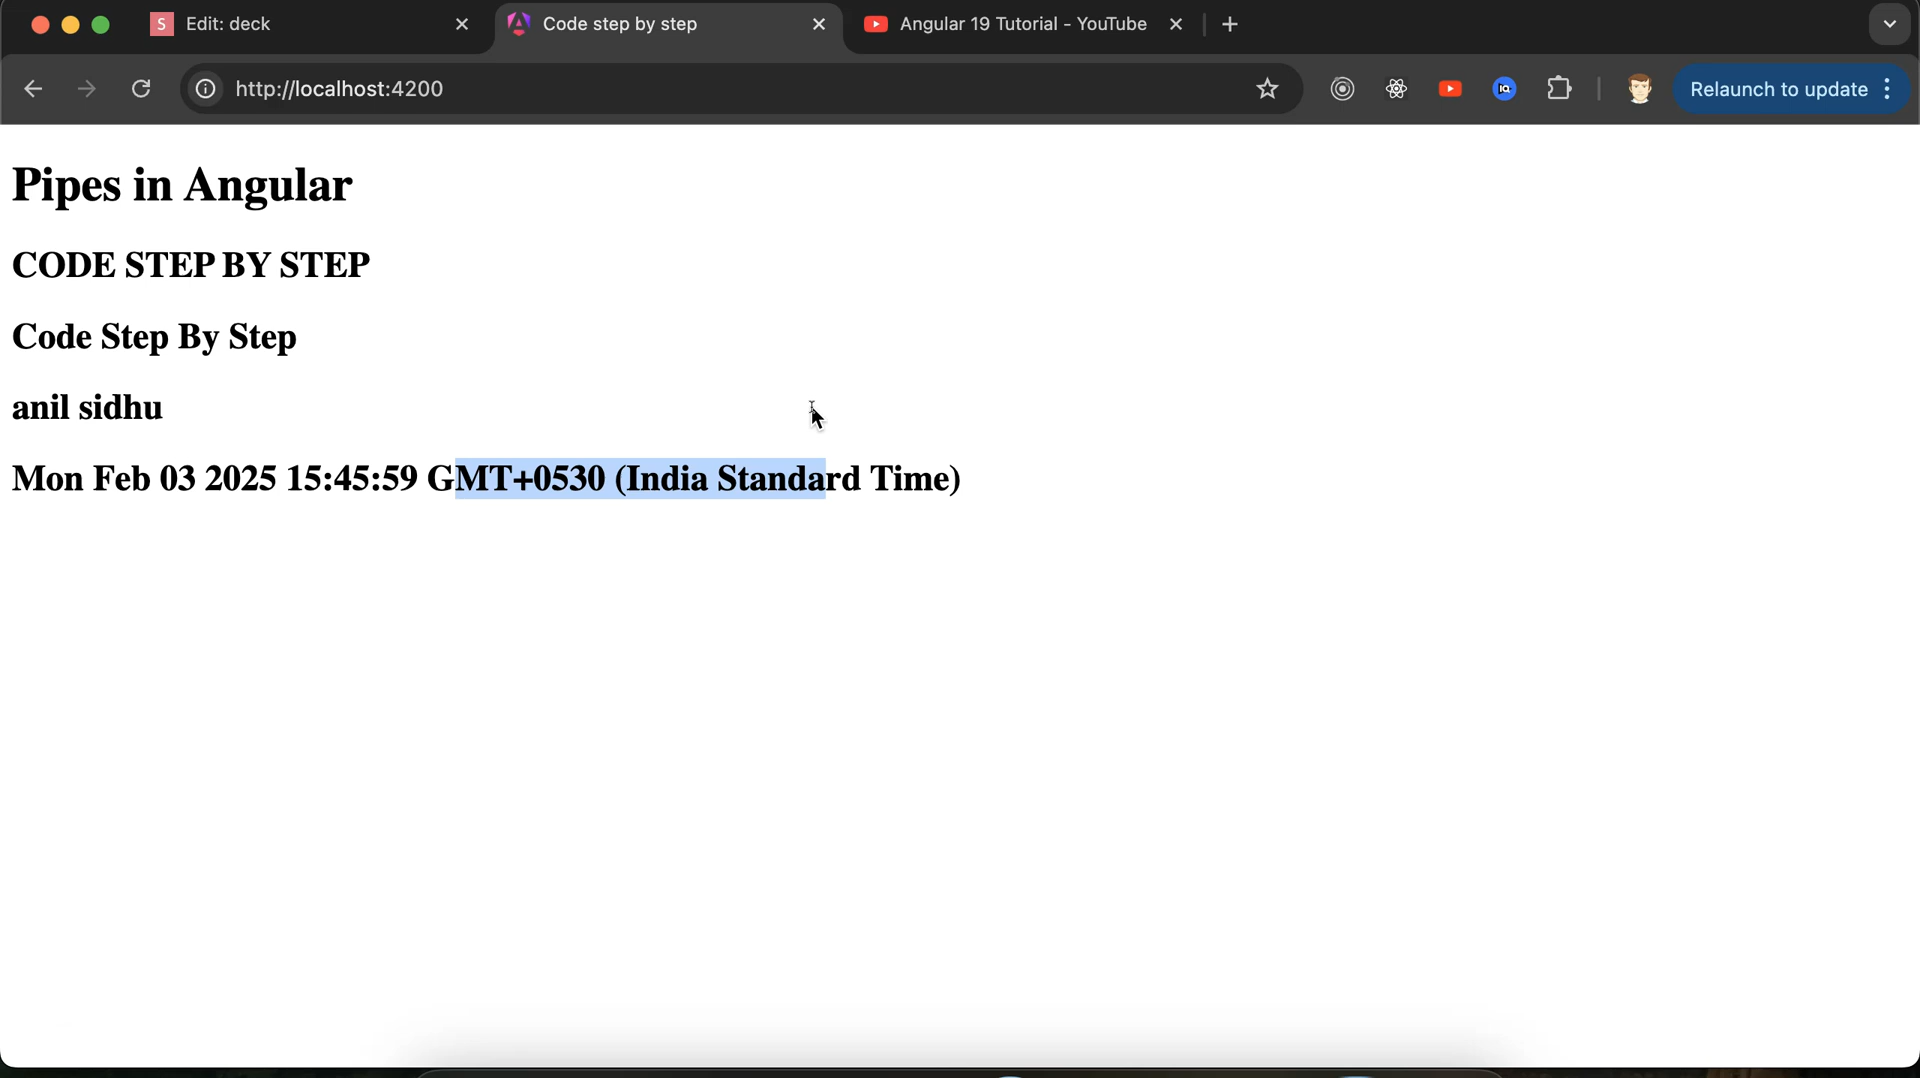 S Edit: deck
Code step by step
Angular 19 Tutorial - YouTube
http://localhost:4200
IQ
Relaunch to update
Pipes in Angular
CODE STEP BY STEP
Code Step By Step
anil sidhu
Mon Feb 03 2025 15:45:59 GMT+0530 (India Standard Time)